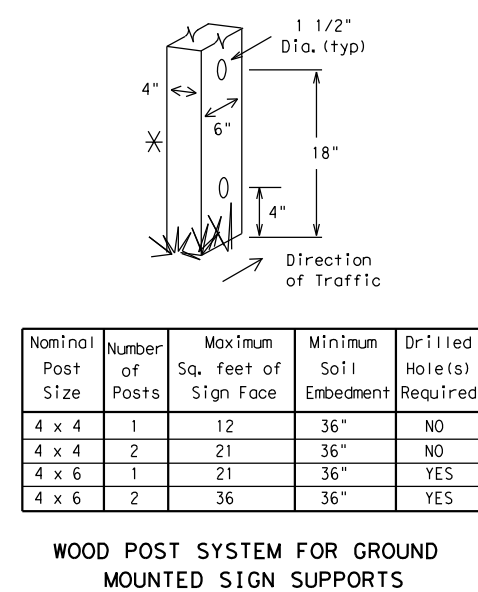 1 1/2"
Dia.(typ)
4"
6"
18"
4"
Direction
of Traffic
Nominal Post Size
Number of Posts
Maximum Sq. feet of Sign Face
Minimum Soil Embedment
Drilled Hole(s) Required
4 x 4 1 12 36" NO
4 x 4 2 21 36" NO
4 x 6 1 21 36" YES
4 x 6 2 36 36" YES
WOOD POST SYSTEM FOR GROUND
MOUNTED SIGN SUPPORTS